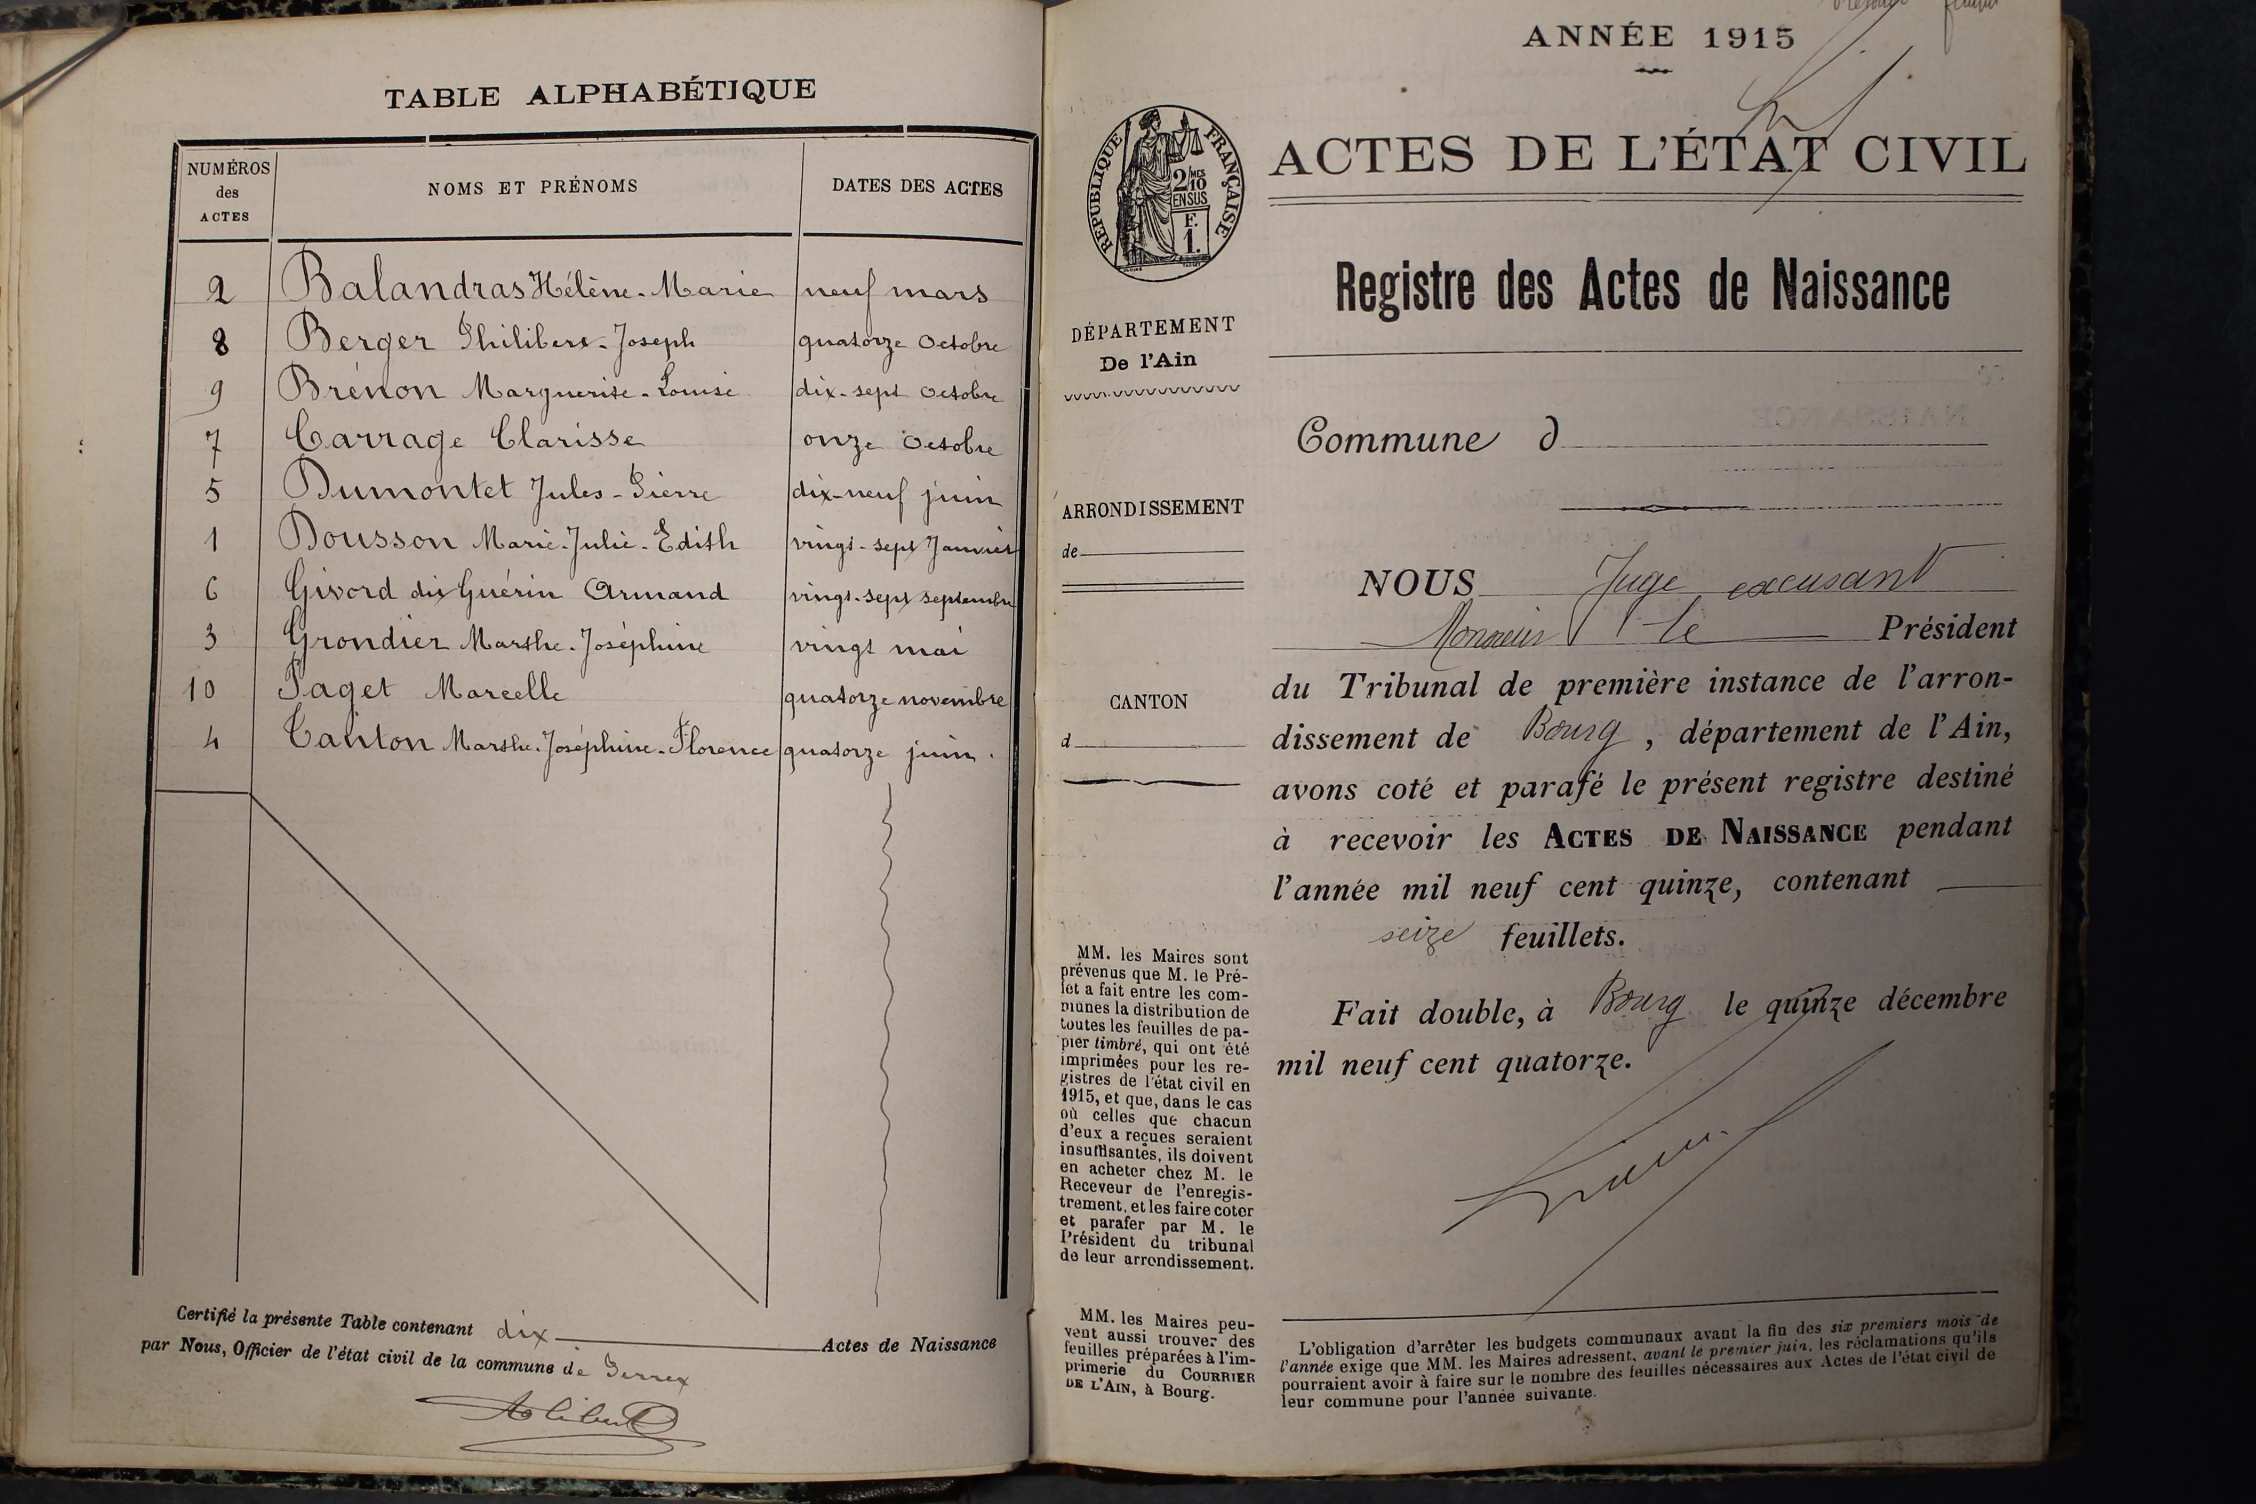 TABLE ALPHABÉTIQUE
NUMÉROS des ACTES NOMS ET PRÉNOMS DATES DES ACTES
2 Balandras Hélène-Marie neuf mars
8 Berger Philibert-Joseph quatorze Octobre
9 Brénon Marguerite-Louise dix-sept Octobre
7 Carrage Clarisse onze Octobre
5 Dumontet Jules-Pierre dix-neuf juin
1 Dousson Marie-Julie-Edith vingt-sept Janvier
6 Givord dit Guérin Armand vingt-sept septembre
3 Grondier Marthe-Joséphine vingt mai
10 Paget Marcelle quatorze novembre
4 Tanton Marthe-Joséphine-Florence quatorze juin.
Certifié la présente Table contenant dix Actes de Naissance
par Nous, Officier de l'état civil de la commune de Perrex
ANNÉE 1915
ACTES DE L'ÉTAT CIVIL
RÉPUBLIQUE FRANÇAISE
2/10 MES
EN SUS
F.
1.
Registre des Actes de Naissance
DÉPARTEMENT
De l'Ain
Commune d
ARRONDISSEMENT
de
NOUS Juge excusant
Monsieur le Président
du Tribunal de première instance de l'arron-
CANTON
d
dissement de Bourg, département de l'Ain,
avons coté et parafé le présent registre destiné
à recevoir les ACTES DE NAISSANCE pendant
l'année mil neuf cent quinze, contenant
seize feuillets.
Fait double, à Bourg le quinze décembre
mil neuf cent quatorze.
MM. les Maires sont
prévenus que M. le Pré-
fet a fait entre les com-
munes la distribution de
toutes les feuilles de pa-
pier timbré, qui ont été
imprimées pour les re-
gistres de l'état civil en
1915, et que, dans le cas
où celles que chacun
d'eux a reçues seraient
insuffisantes, ils doivent
en acheter chez M. le
Receveur de l'enregis-
trement, et les faire coter
et parafer par M. le
Président du tribunal
de leur arrondissement.
MM. les Maires peu-
vent aussi trouver des
feuilles préparées à l'im-
primerie du COURRIER
DE L'AIN, à Bourg.
L'obligation d'arrêter les budgets communaux avant la fin des six premiers mois de
l'année exige que MM. les Maires adressent, avant le premier juin, les réclamations qu'ils
pourraient avoir à faire sur le nombre des feuilles nécessaires aux Actes de l'état civil de
leur commune pour l'année suivante.